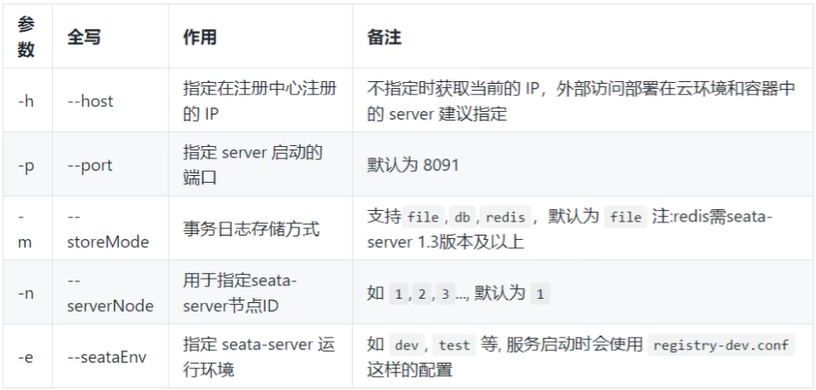 参数 全写 作用 备注
-h --host 指定在注册中心注册的 IP 不指定时获取当前的 IP，外部访问部署在云环境和容器中的 server 建议指定
-p --port 指定 server 启动的端口 默认为 8091
-m --storeMode 事务日志存储方式 支持file,db,redis，默认为 file 注:redis需seata-server 1.3版本及以上
-n --serverNode 用于指定seata-server节点ID 如 1,2,3..., 默认为 1
-e --seataEnv 指定 seata-server 运行环境 如 dev, test 等, 服务启动时会使用 registry-dev.conf 这样的配置